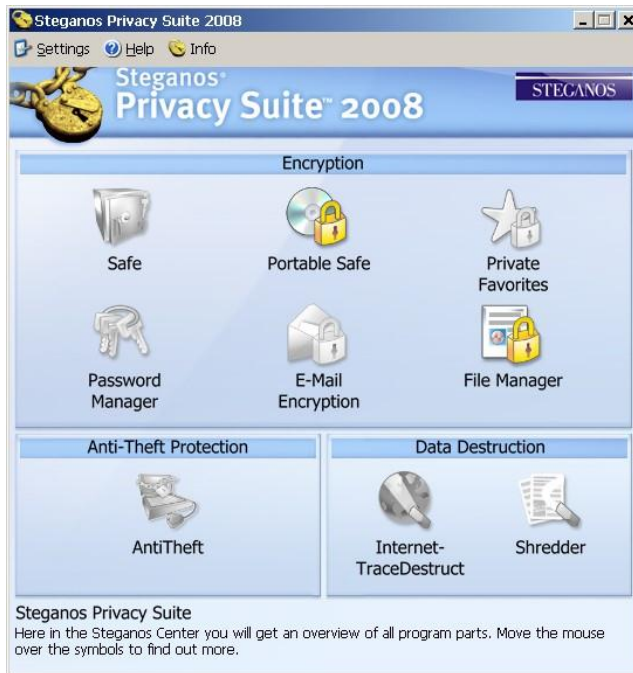 Steganos Privacy Suite 2008
Settings Help Info
Steganos®
Privacy Suite™ 2008
STEGANOS
Encryption
Safe
Portable Safe
Private
Favorites
Password
Manager
E-Mail
Encryption
File Manager
Anti-Theft Protection
AntiTheft
Data Destruction
Internet-
TraceDestruct
Shredder
Steganos Privacy Suite
Here in the Steganos Center you will get an overview of all program parts. Move the mouse
over the symbols to find out more.